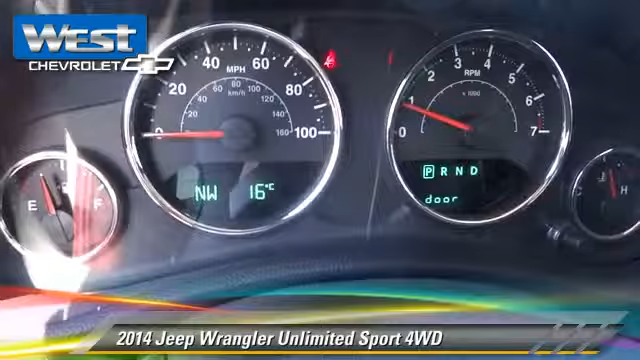 WEST
CHEVROLET
0 20 40 60 80 100
MPH
km/h
20 40 60 80 100 120 140 160
NW 16°C
0 1 2 3 4 5 6 7
RPM
x 1000
P R N D
door
E F
C H
2014 Jeep Wrangler Unlimited Sport 4WD